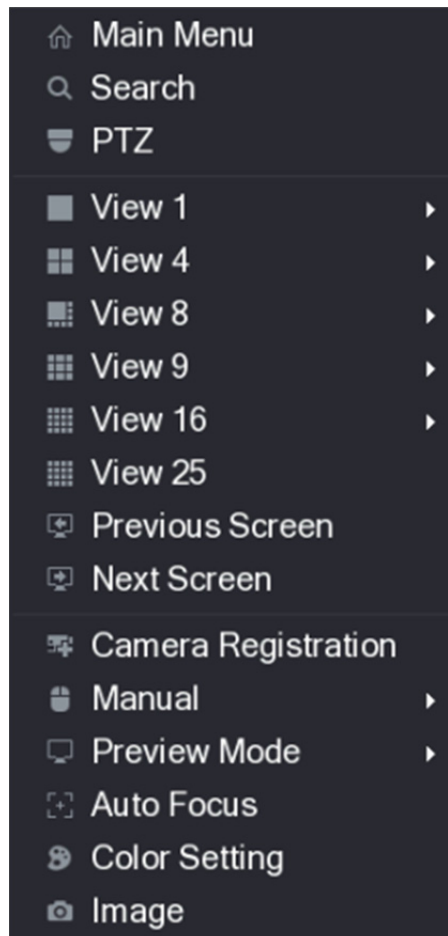 Main Menu
Search
PTZ
View 1
View 4
View 8
View 9
View 16
View 25
Previous Screen
Next Screen
Camera Registration
Manual
Preview Mode
Auto Focus
Color Setting
Image